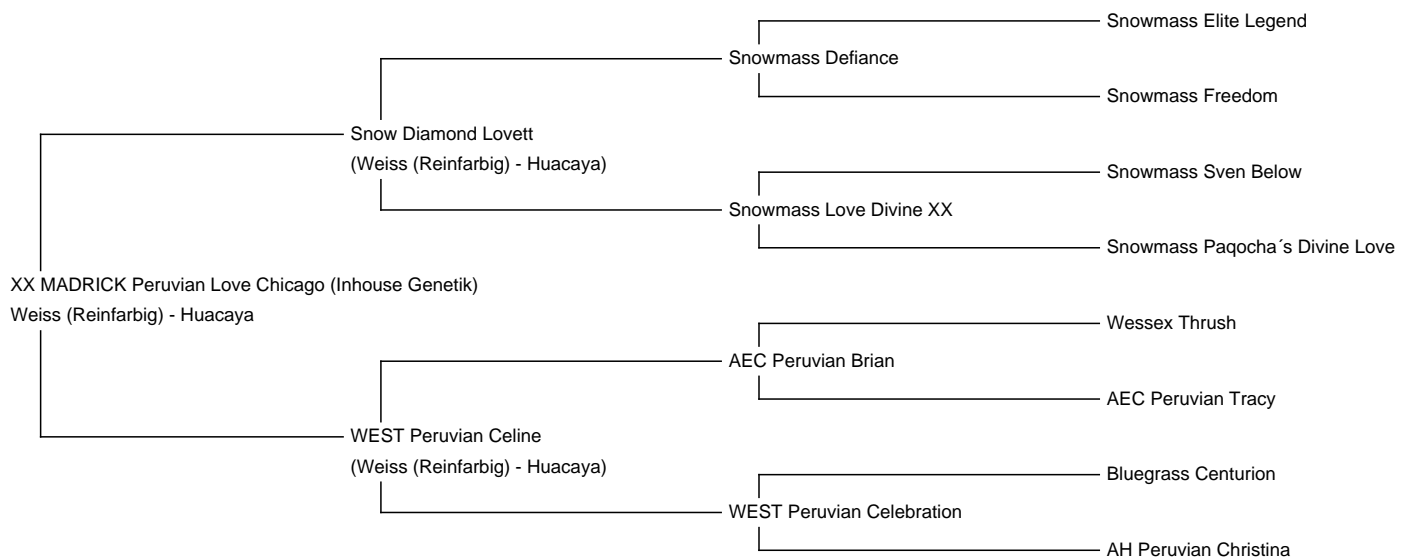 Snowmass Elite Legend
Snowmass Defiance
Snowmass Freedom
Snow Diamond Lovett
(Weiss (Reinfarbig) - Huacaya)
Snowmass Sven Below
Snowmass Love Divine XX
Snowmass Paqocha´s Divine Love
XX MADRICK Peruvian Love Chicago (Inhouse Genetik)
Weiss (Reinfarbig) - Huacaya
Wessex Thrush
AEC Peruvian Brian
AEC Peruvian Tracy
WEST Peruvian Celine
(Weiss (Reinfarbig) - Huacaya)
Bluegrass Centurion
WEST Peruvian Celebration
AH Peruvian Christina